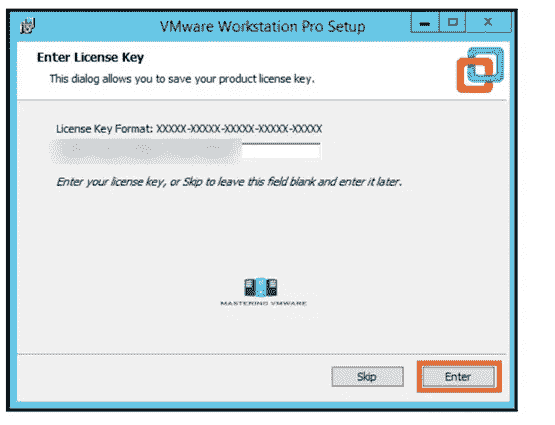 VMware Workstation Pro Setup
Enter License Key
This dialog allows you to save your product license key.
License Key Format: XXXXX-XXXXX-XXXXX-XXXXX-XXXXX
Enter your license key, or Skip to leave this field blank and enter it later.
MASTERING VMWARE
Skip
Enter